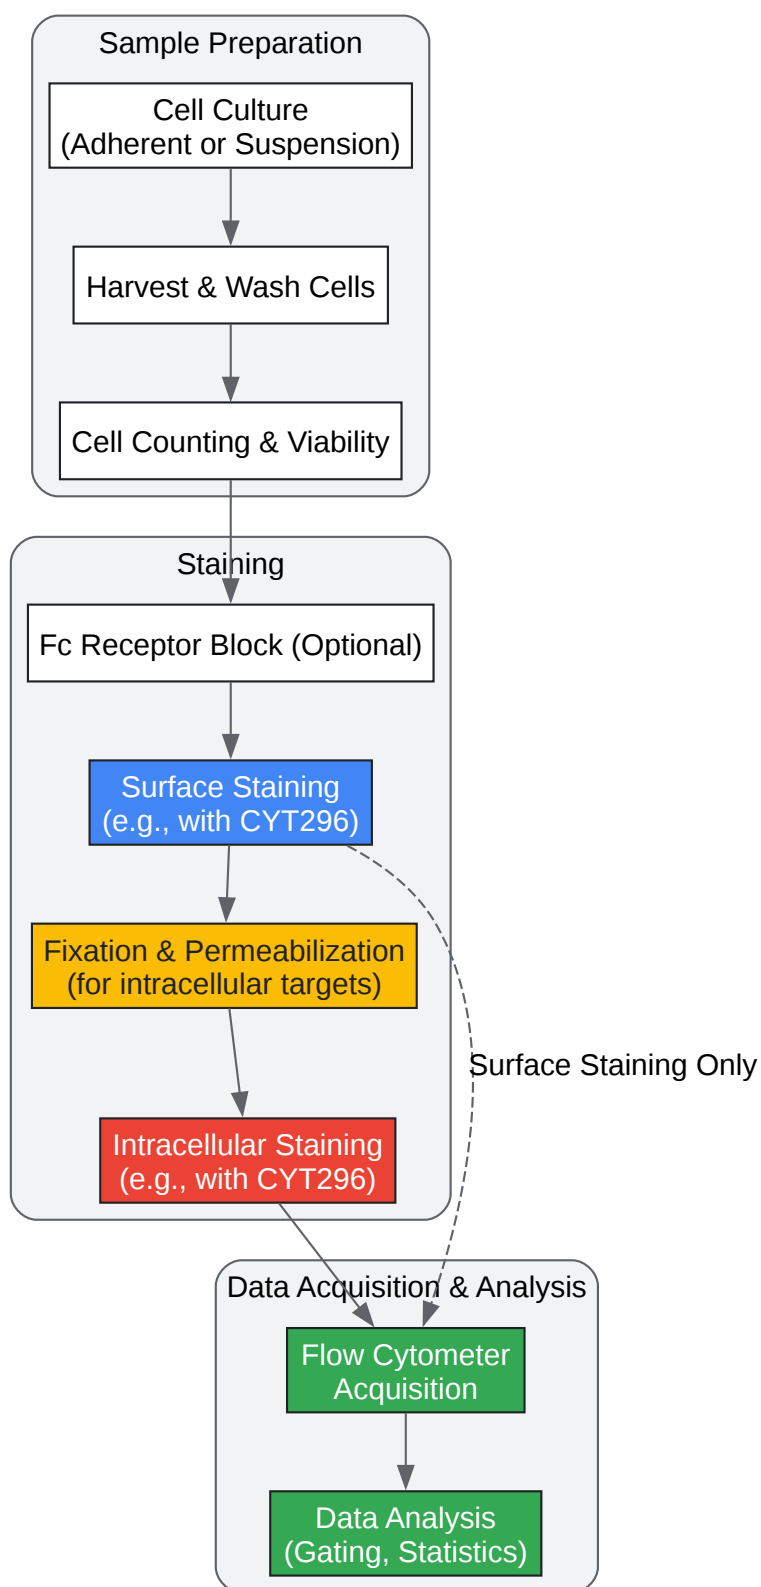 Sample Preparation
Cell Culture
(Adherent or Suspension)
Harvest & Wash Cells
Cell Counting & Viability
Staining
Fc Receptor Block (Optional)
Surface Staining
(e.g., with CYT296)
Fixation & Permeabilization
(for intracellular targets)
Surface Staining Only
Intracellular Staining
(e.g., with CYT296)
Data Acquisition & Analysis
Flow Cytometer
Acquisition
Data Analysis
(Gating, Statistics)